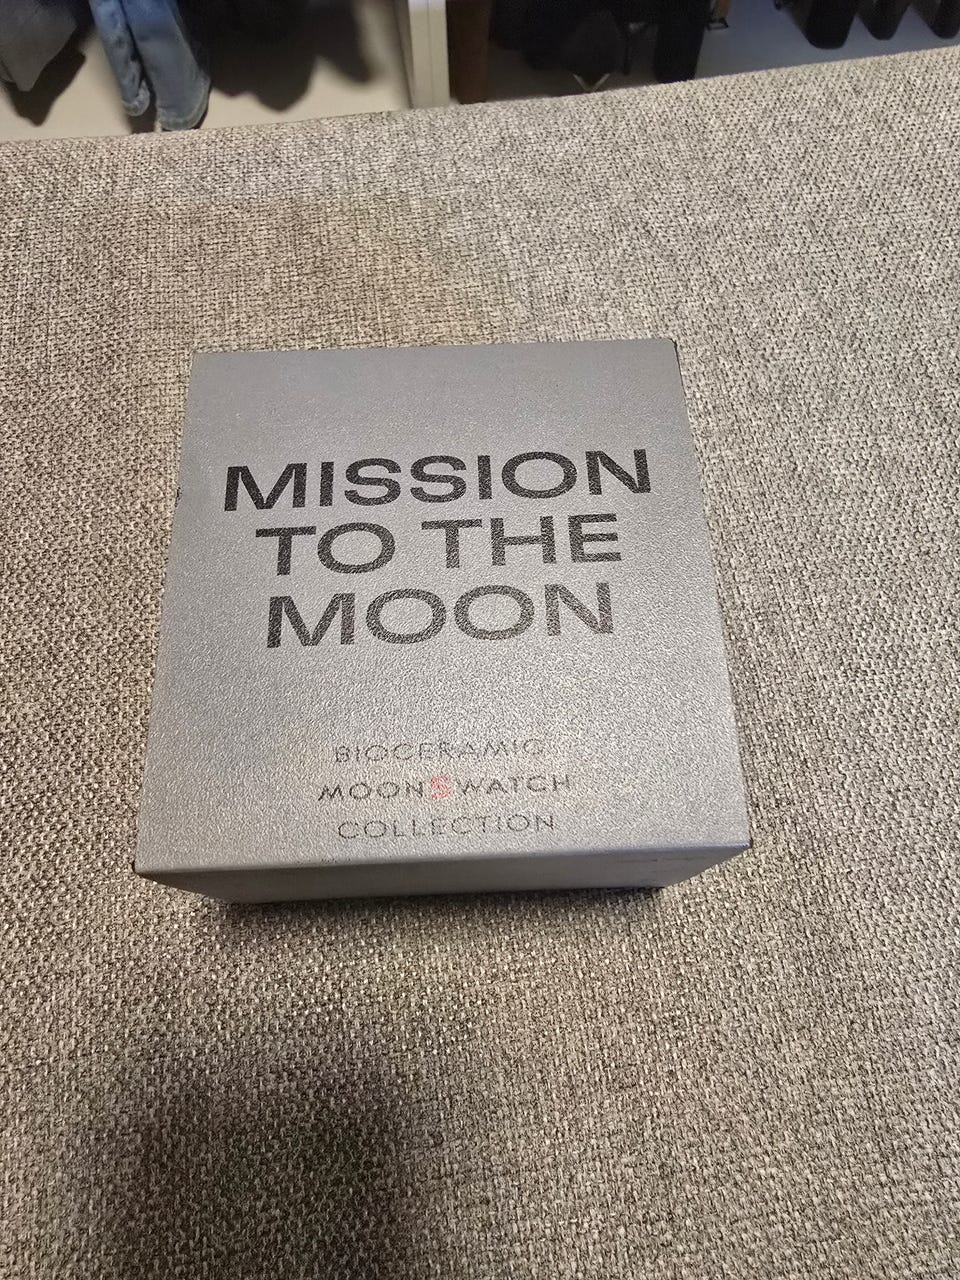 MISSION
TO THE
MOON
BIOCERAMIC
MOONSWATCH
COLLECTION